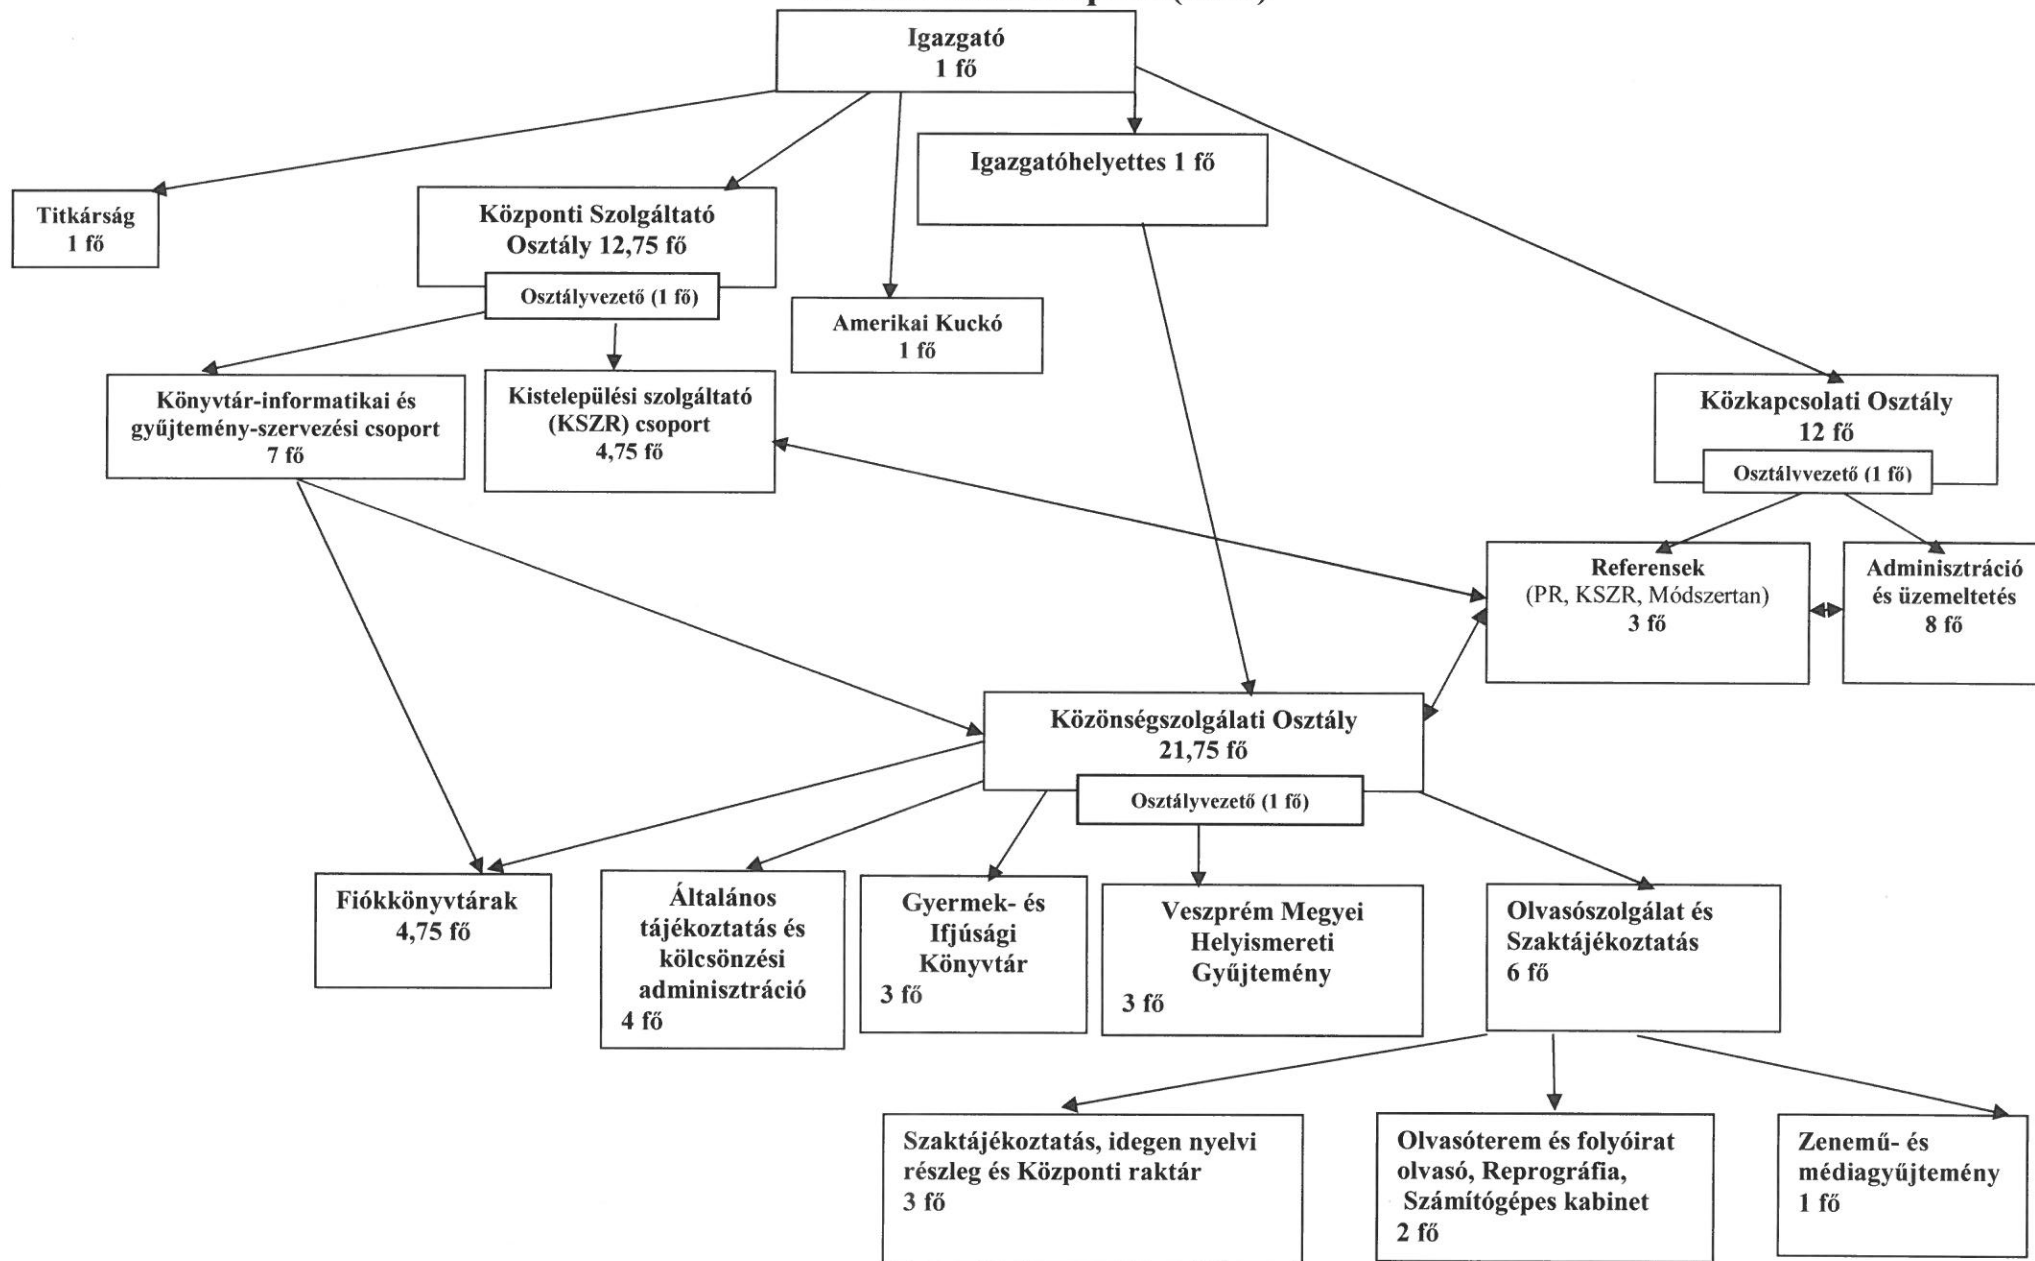 Igazgató
1 fő
Igazgatóhelyettes 1 fő
Titkárság
1 fő
Központi Szolgáltató
Osztály 12,75 fő
Osztályvezető (1 fő)
Amerikai Kuckó
1 fő
Könyvtár-informatikai és
gyűjtemény-szervezési csoport
7 fő
Kistelepülési szolgáltató
(KSZR) csoport
4,75 fő
Közkapcsolati Osztály
12 fő
Osztályvezető (1 fő)
Referensek
(PR, KSZR, Módszertan)
3 fő
Adminisztráció
és üzemeltetés
8 fő
Közönségszolgálati Osztály
21,75 fő
Osztályvezető (1 fő)
Fiókkönyvtárak
4,75 fő
Általános
tájékoztatás és
kölcsönzési
adminisztráció
4 fő
Gyermek- és
Ifjúsági
Könyvtár
3 fő
Veszprém Megyei
Helyismereti
Gyűjtemény
3 fő
Olvasószolgálat és
Szaktájékoztatás
6 fő
Szaktájékoztatás, idegen nyelvi
részleg és Központi raktár
3 fő
Olvasóterem és folyóirat
olvasó, Reprográfia,
Számítógépes kabinet
2 fő
Zenemű- és
médiagyűjtemény
1 fő